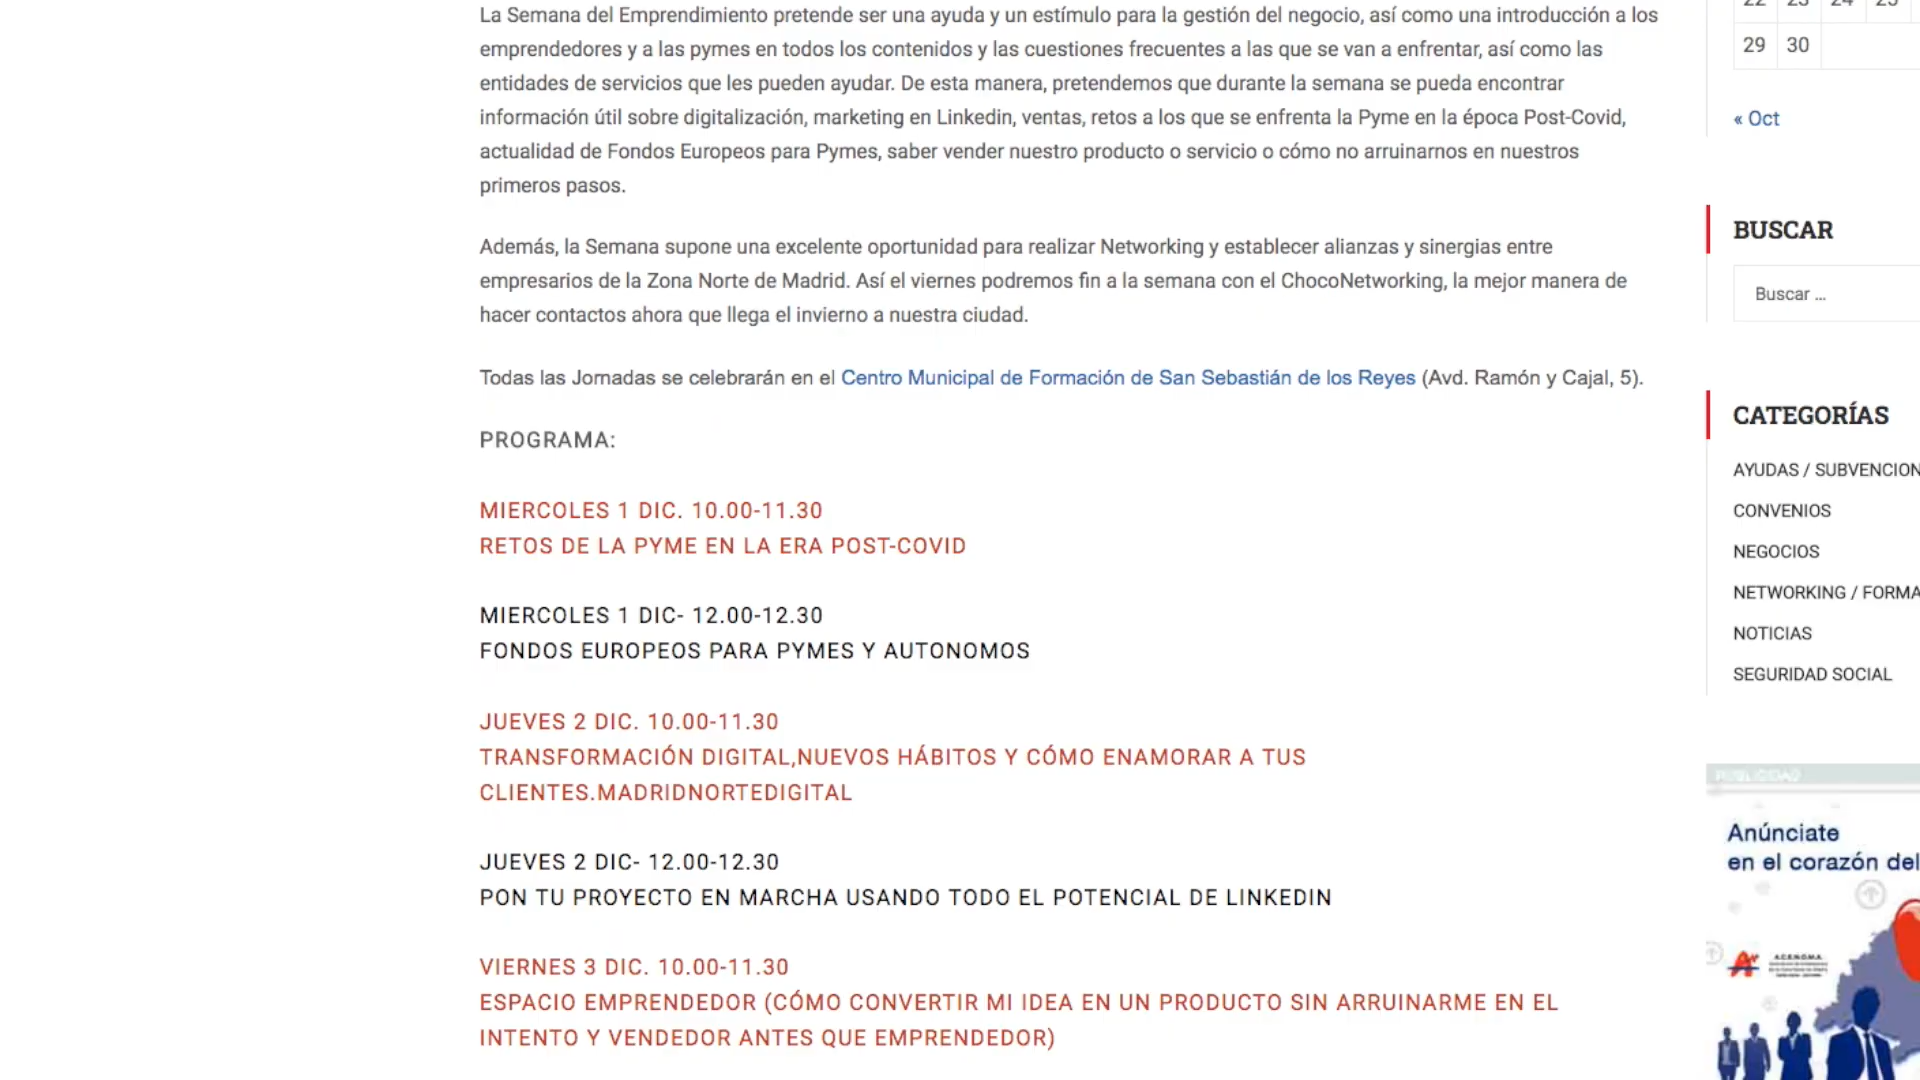 La Semana del Emprendimiento pretende ser una ayuda y un estímulo para la gestión del negocio, así como una introducción a los
emprendedores y a las pymes en todos los contenidos y las cuestiones frecuentes a las que se van a enfrentar, así como las
entidades de servicios que les pueden ayudar. De esta manera, pretendemos que durante la semana se pueda encontrar
información útil sobre digitalización, marketing en Linkedin, ventas, retos a los que se enfrenta la Pyme en la época Post-Covid,
actualidad de Fondos Europeos para Pymes, saber vender nuestro producto o servicio o cómo no arruinarnos en nuestros
primeros pasos.
Además, la Semana supone una excelente oportunidad para realizar Networking y establecer alianzas y sinergias entre
empresarios de la Zona Norte de Madrid. Así el viernes podremos fin a la semana con el ChocoNetworking, la mejor manera de
hacer contactos ahora que llega el invierno a nuestra ciudad.
Todas las Jornadas se celebrarán en el Centro Municipal de Formación de San Sebastián de los Reyes (Avd. Ramón y Cajal, 5).
PROGRAMA:
MIERCOLES 1 DIC. 10.00-11.30
RETOS DE LA PYME EN LA ERA POST-COVID
MIERCOLES 1 DIC- 12.00-12.30
FONDOS EUROPEOS PARA PYMES Y AUTONOMOS
JUEVES 2 DIC. 10.00-11.30
TRANSFORMACIÓN DIGITAL,NUEVOS HÁBITOS Y CÓMO ENAMORAR A TUS
CLIENTES.MADRIDNORTEDIGITAL
JUEVES 2 DIC- 12.00-12.30
PON TU PROYECTO EN MARCHA USANDO TODO EL POTENCIAL DE LINKEDIN
VIERNES 3 DIC. 10.00-11.30
ESPACIO EMPRENDEDOR (CÓMO CONVERTIR MI IDEA EN UN PRODUCTO SIN ARRUINARME EN EL
INTENTO Y VENDEDOR ANTES QUE EMPRENDEDOR)
22 23 24 25
29 30
« Oct
BUSCAR
Buscar ...
CATEGORÍAS
AYUDAS / SUBVENCION
CONVENIOS
NEGOCIOS
NETWORKING / FORMA
NOTICIAS
SEGURIDAD SOCIAL
PUBLICIDAD
Anúnciate
en el corazón del
A.C.E.N.O.M.A.